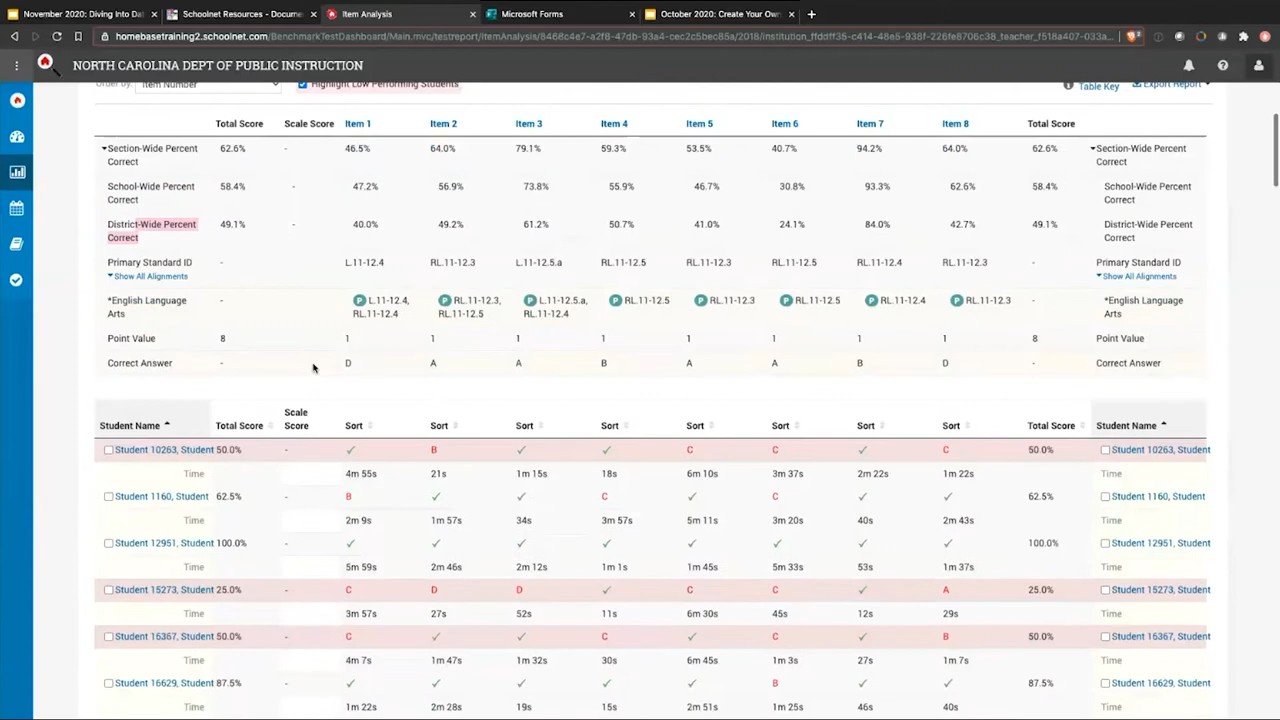 November 2020: Diving Into Da
Schoolnet Resources - Docume
Item Analysis
Microsoft Forms
October 2020: Create Your Own
homebasetraining2.schoolnet.com/BenchmarkTestDashboard/Main.mvc/testreport/ItemAnalysis/
NORTH CAROLINA DEPT OF PUBLIC INSTRUCTION
Order by: Item Number Highlight Low Performing Students Table Key Export Report
Total Score Scale Score Item 1 Item 2 Item 3 Item 4 Item 5 Item 6 Item 7 Item 8 Total Score
Section-Wide Percent 62.6% - 46.5% 64.0% 79.1% 59.3% 53.5% 40.7% 94.2% 64.0% 62.6% Section-Wide Percent
Correct Correct
School-Wide Percent 58.4% - 47.2% 56.9% 73.8% 55.9% 46.7% 30.8% 93.3% 62.6% 58.4% School-Wide Percent
Correct Correct
District-Wide Percent 49.1% - 40.0% 49.2% 61.2% 50.7% 41.0% 24.1% 84.0% 42.7% 49.1% District-Wide Percent
Correct Correct
Primary Standard ID - L.11-12.4 RL.11-12.3 L.11-12.5.a RL.11-12.5 RL.11-12.3 RL.11-12.5 RL.11-12.4 RL.11-12.3 - Primary Standard ID
Show All Alignments Show All Alignments
*English Language - P L.11-12.4, P RL.11-12.3, P L.11-12.5.a, P RL.11-12.5 P RL.11-12.3 P RL.11-12.5 P RL.11-12.4 P RL.11-12.3 - *English Language
Arts RL.11-12.4 RL.11-12.5 RL.11-12.4 Arts
Point Value 8 1 1 1 1 1 1 1 1 8 Point Value
Correct Answer - D A A B A A B D - Correct Answer
Student Name Total Score Scale Score Sort Sort Sort Sort Sort Sort Sort Sort Total Score Student Name
Student 10263, Student 50.0% - ✓ B ✓ ✓ C C ✓ C 50.0% Student 10263, Student
Time 4m 55s 21s 1m 15s 18s 6m 10s 3m 37s 2m 22s 1m 22s Time
Student 1160, Student 62.5% - B ✓ ✓ C ✓ C ✓ ✓ 62.5% Student 1160, Student
Time 2m 9s 1m 57s 34s 3m 57s 5m 11s 3m 20s 40s 2m 43s Time
Student 12951, Student 100.0% - ✓ ✓ ✓ ✓ ✓ ✓ ✓ ✓ 100.0% Student 12951, Student
Time 5m 59s 2m 46s 2m 12s 1m 1s 1m 45s 5m 33s 53s 1m 37s Time
Student 15273, Student 25.0% - C D D ✓ C C ✓ A 25.0% Student 15273, Student
Time 3m 57s 27s 52s 11s 6m 30s 45s 12s 29s Time
Student 16367, Student 50.0% - C ✓ ✓ C ✓ C ✓ B 50.0% Student 16367, Student
Time 4m 7s 1m 47s 1m 32s 30s 6m 45s 1m 3s 27s 1m 7s Time
Student 16629, Student 87.5% - ✓ ✓ ✓ ✓ ✓ B ✓ ✓ 87.5% Student 16629, Student
Time 1m 22s 2m 28s 19s 15s 2m 51s 1m 25s 46s 40s Time